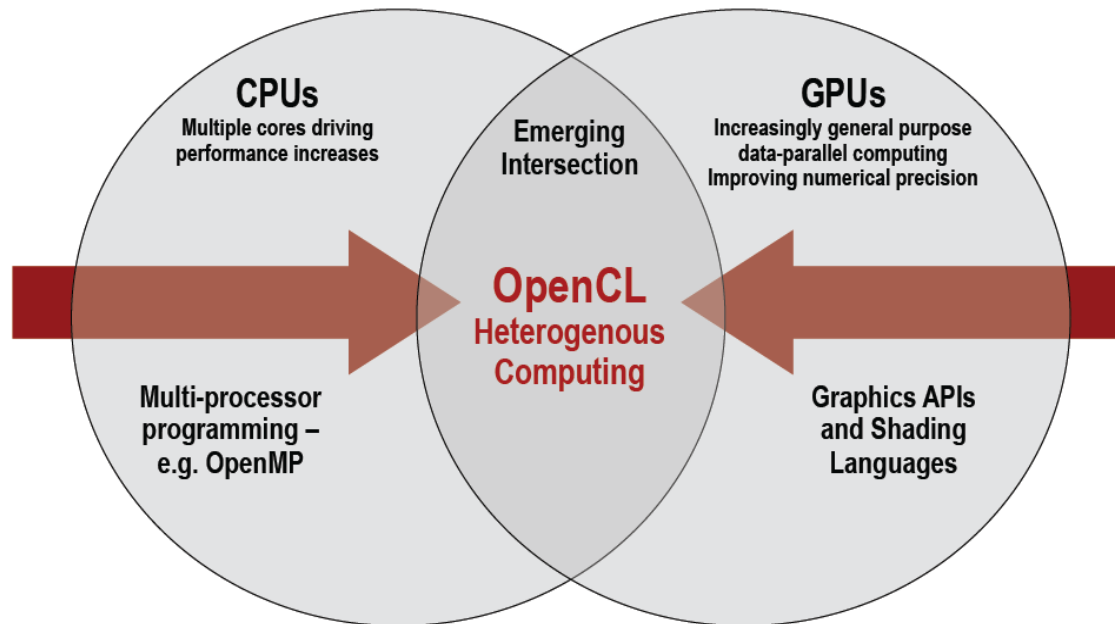 CPUs
Multiple cores driving
performance increases
Emerging
Intersection
GPUs
Increasingly general purpose
data-parallel computing
Improving numerical precision
OpenCL
Heterogenous
Computing
Multi-processor
programming –
e.g. OpenMP
Graphics APIs
and Shading
Languages